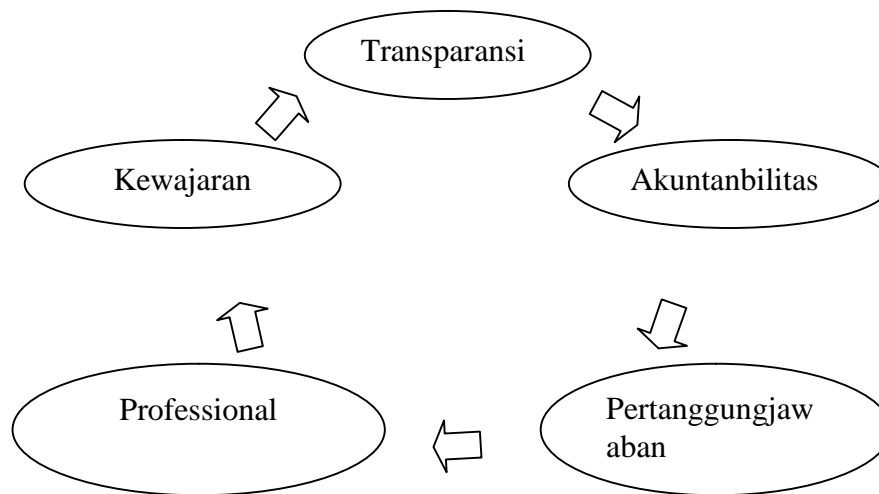 Transparansi
Kewajaran
Akuntanbilitas
Professional
Pertanggungjaw
aban